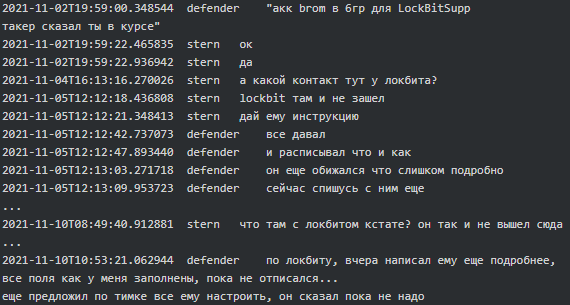 2021-11-02T19:59:00.348544 defender "акк brom в 6гр для LockBitSupp
такер сказал ты в курсе"
2021-11-02T19:59:22.465835 stern ок
2021-11-02T19:59:22.936942 stern да
2021-11-04T16:13:16.270026 stern а какой контакт тут у локбита?
2021-11-05T12:12:18.436808 stern lockbit там и не зашел
2021-11-05T12:12:21.348413 stern дай ему инструкцию
2021-11-05T12:12:42.737073 defender все давал
2021-11-05T12:12:47.893440 defender и расписывал что и как
2021-11-05T12:13:03.271718 defender он еще обижался что слишком подробно
2021-11-05T12:13:09.953723 defender сейчас спишусь с ним еще
...
2021-11-10T08:49:40.912881 stern что там с локбитом кстате? он так и не вышел сюда
...
2021-11-10T10:53:21.062944 defender по локбиту, вчера написал ему еще подробнее,
все поля как у меня заполнены, пока не отписался...
еще предложил по тимке все ему настроить, он сказал пока не надо